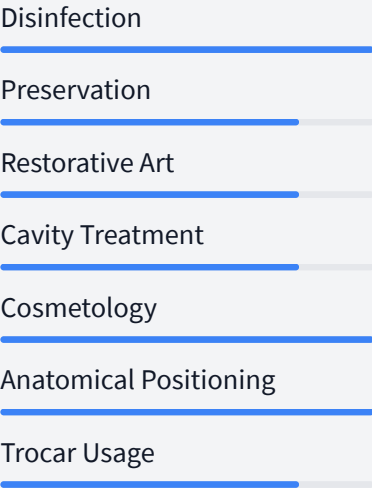 Disinfection
Preservation
Restorative Art
Cavity Treatment
Cosmetology
Anatomical Positioning
Trocar Usage